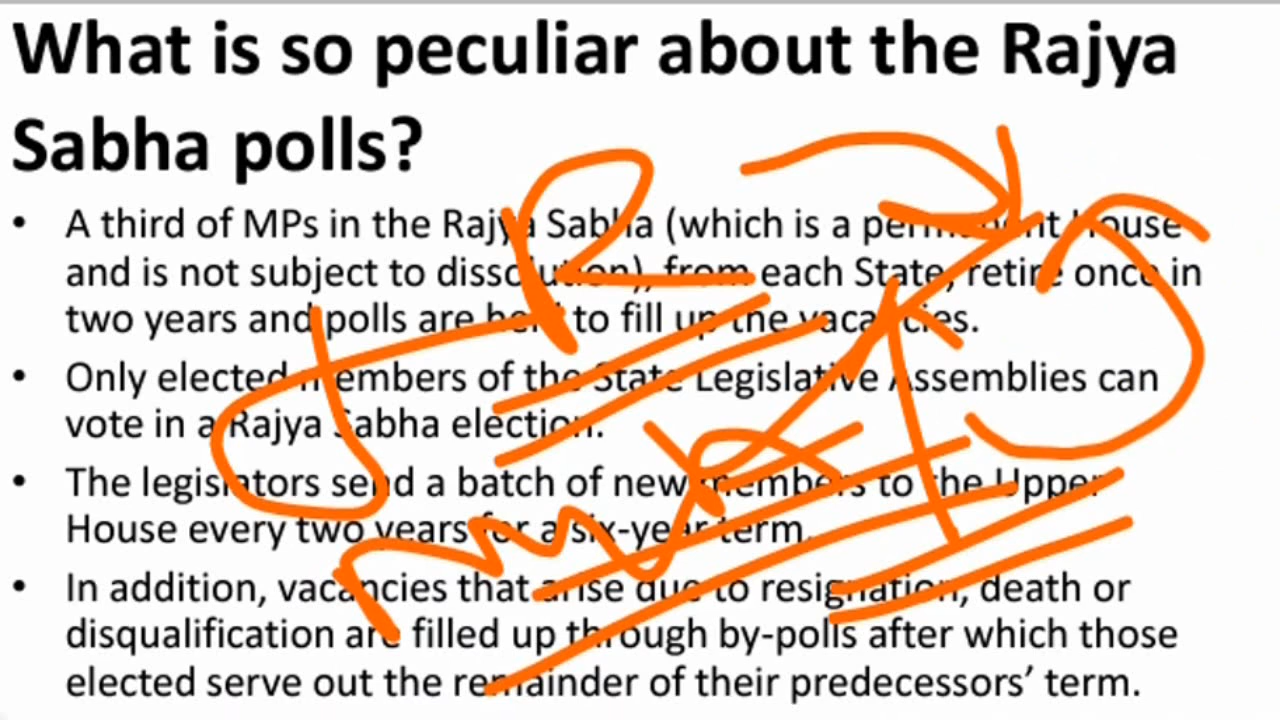 What is so peculiar about the Rajya
Sabha polls?
• A third of MPs in the Rajya Sabha (which is a permanent House
and is not subject to dissolution), from each State, retire once in
two years and polls are held to fill up the vacancies.
• Only elected members of the State Legislative Assemblies can
vote in a Rajya Sabha election.
• The legislators send a batch of new members to the Upper
House every two years for a six-year term.
• In addition, vacancies that arise due to resignation, death or
disqualification are filled up through by-polls after which those
elected serve out the remainder of their predecessors’ term.